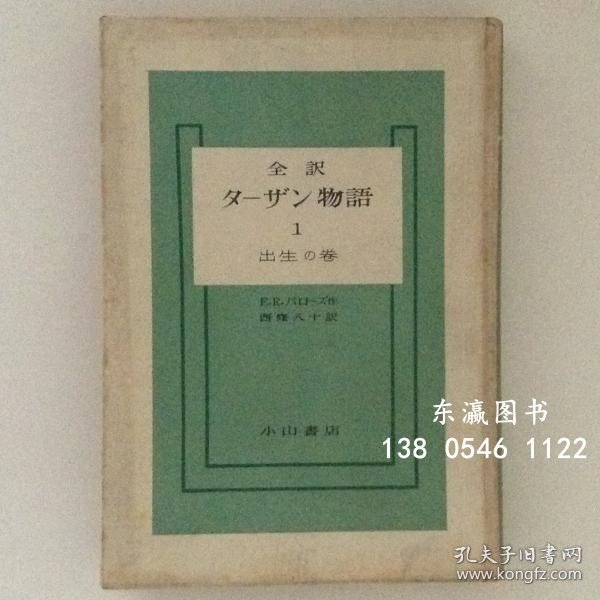 全訳
ターザン物語
1
出生の巻
E.R.バローズ作
西條八十訳
小山書店
东瀛图书
138 0546 1122
孔夫子旧书网
www.kongfz.com